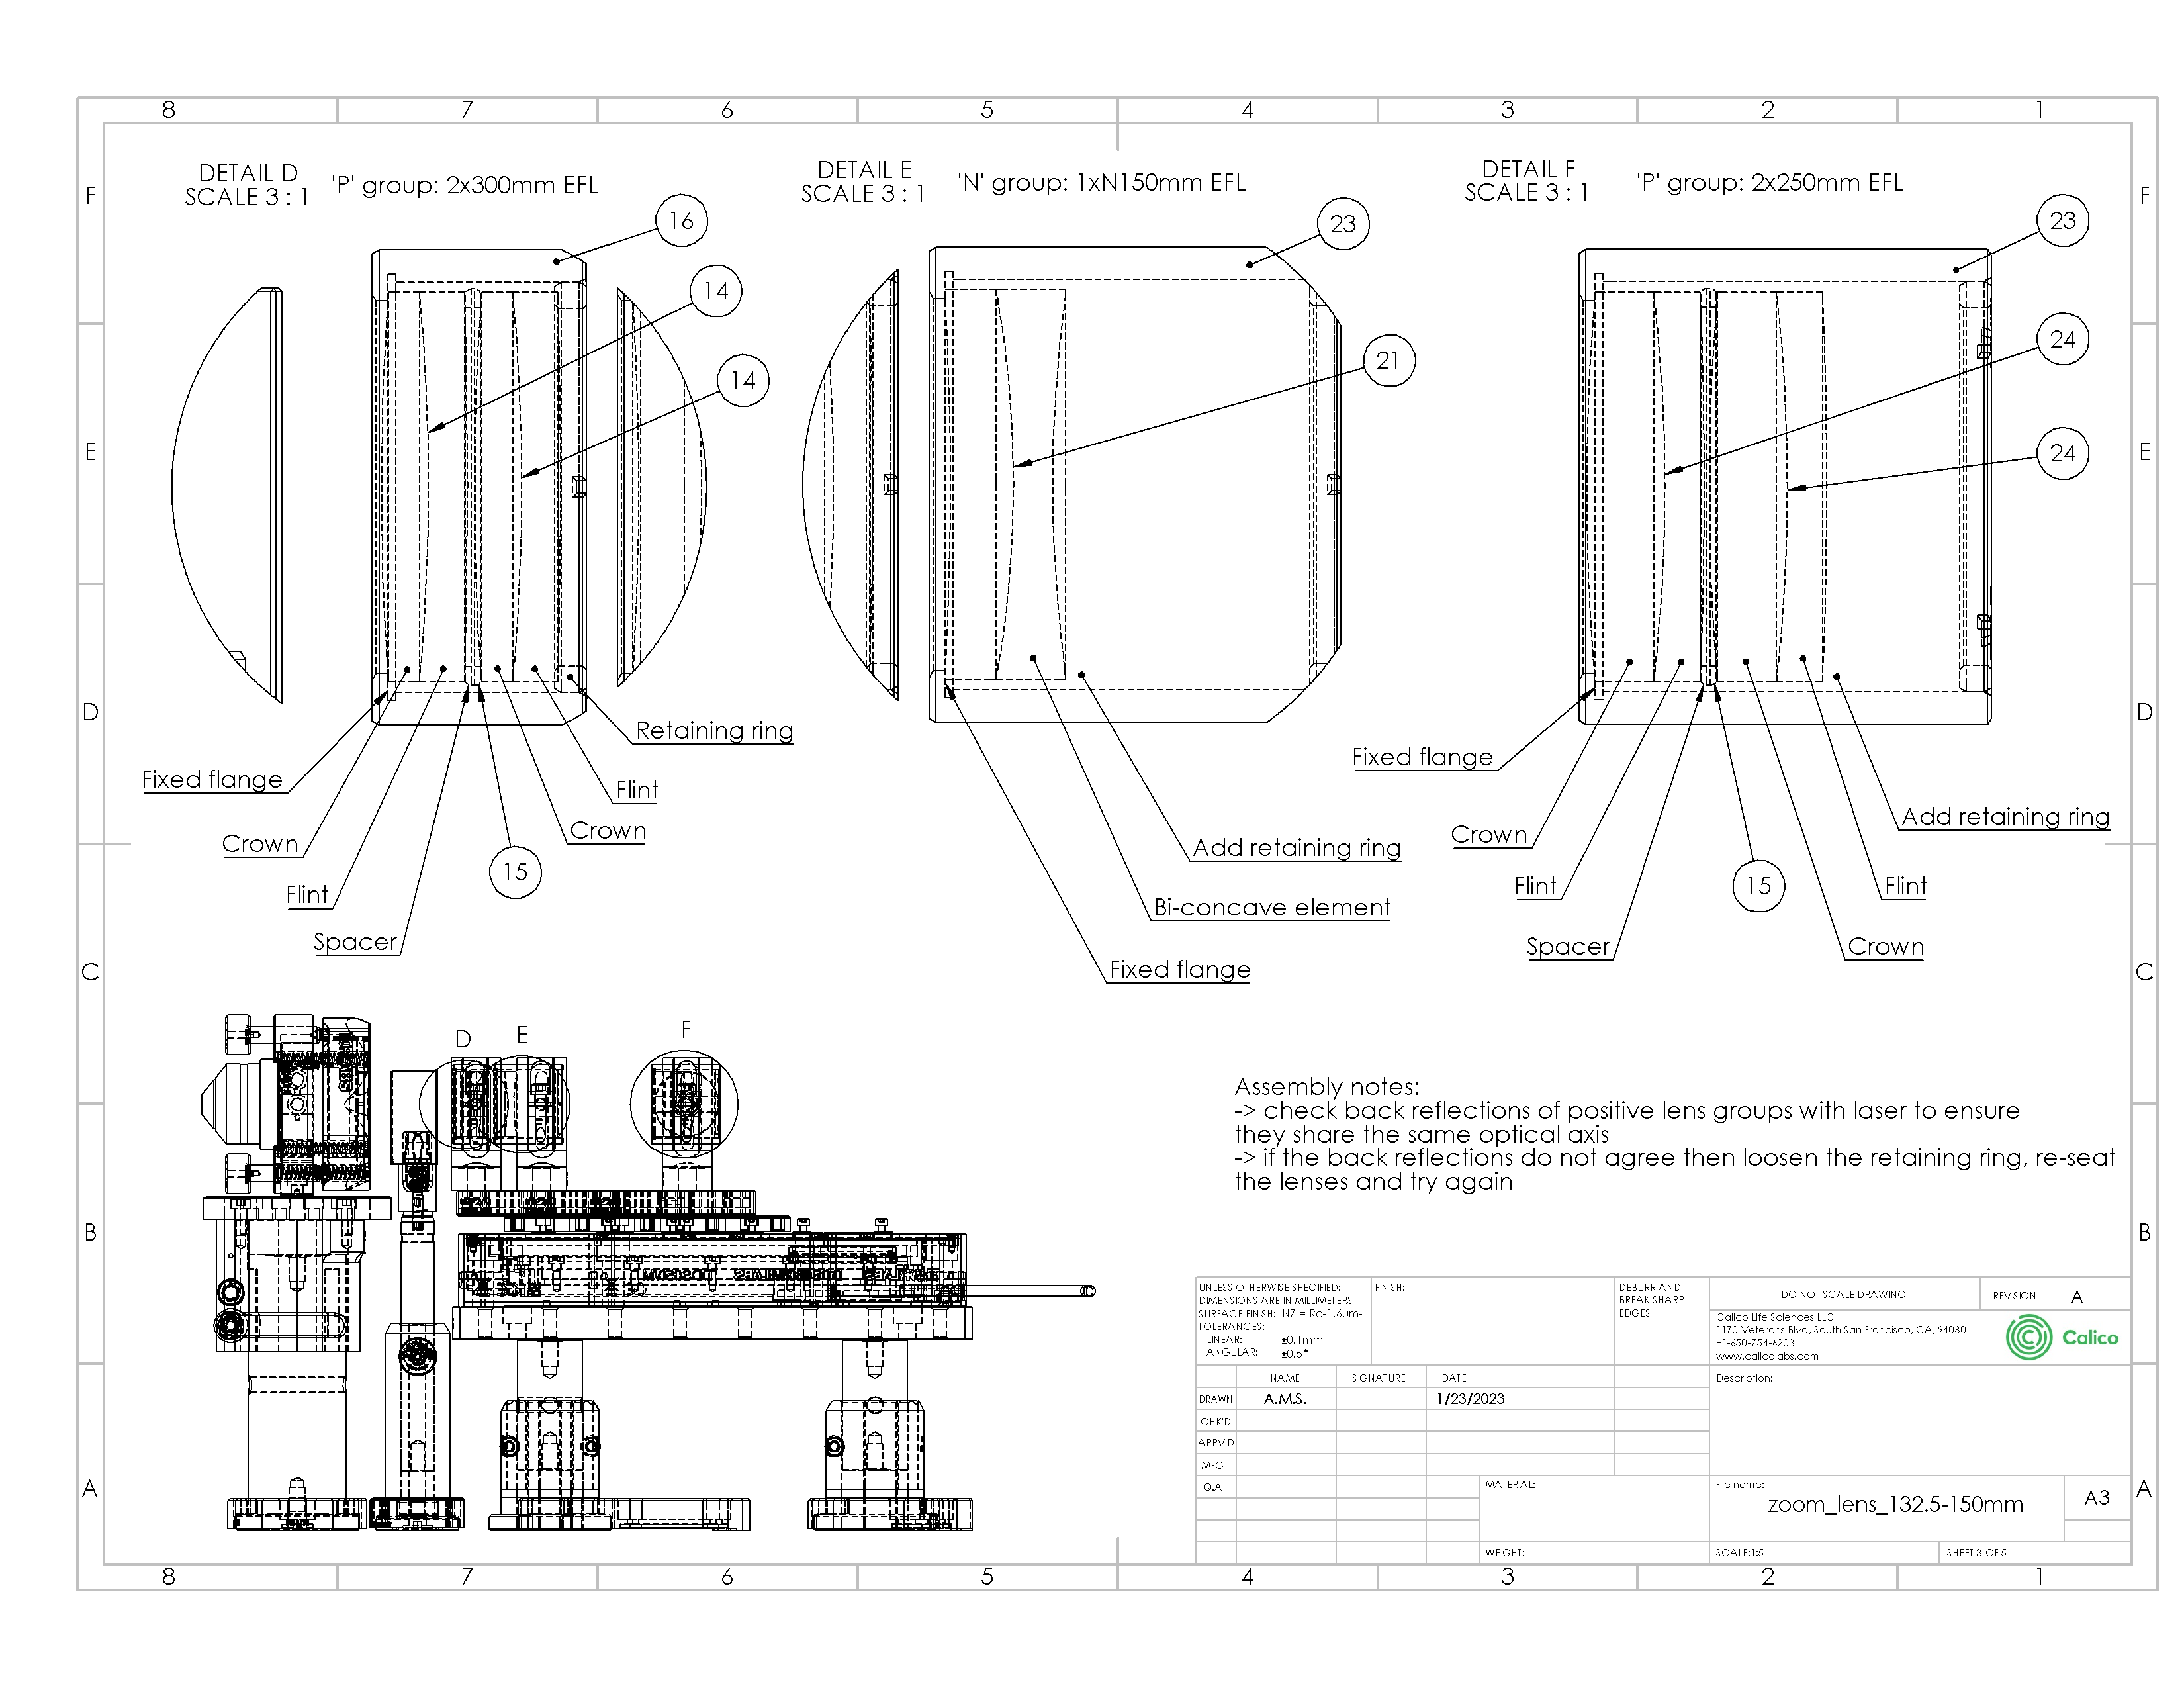 8 7 6 5 4 3 2 1
F
E
D
C
B
A
F
E
D
C
B
A
DETAIL D
SCALE 3 : 1
'P' group: 2x300mm EFL
16
14
14
Retaining ring
Fixed flange
Flint
Crown
Crown
15
Flint
Spacer
DETAIL E
SCALE 3 : 1
'N' group: 1xN150mm EFL
23
21
Add retaining ring
Bi-concave element
Fixed flange
DETAIL F
SCALE 3 : 1
'P' group: 2x250mm EFL
23
24
24
Fixed flange
Add retaining ring
Crown
Flint
15
Flint
Spacer
Crown
D
E
F
Assembly notes:
-> check back reflections of positive lens groups with laser to ensure
they share the same optical axis
-> if the back reflections do not agree then loosen the retaining ring, re-seat
the lenses and try again
UNLESS OTHERWISE SPECIFIED:
DIMENSIONS ARE IN MILLIMETERS
SURFACE FINISH: N7 = Ra-1.6um-
TOLERANCES:
LINEAR: ±0.1mm
ANGULAR: ±0.5°
FINISH:
DEBURR AND
BREAK SHARP
EDGES
DO NOT SCALE DRAWING
REVISION A
Calico Life Sciences LLC
1170 Veterans Blvd, South San Francisco, CA, 94080
+1-650-754-6203
www.calicolabs.com
Calico
NAME SIGNATURE DATE
DRAWN A.M.S. 1/23/2023
CHK'D
APPV'D
MFG
Q.A
MATERIAL:
WEIGHT:
Description:
File name:
zoom_lens_132.5-150mm
A3
SCALE:1:5
SHEET 3 OF 5
8 7 6 5 4 3 2 1